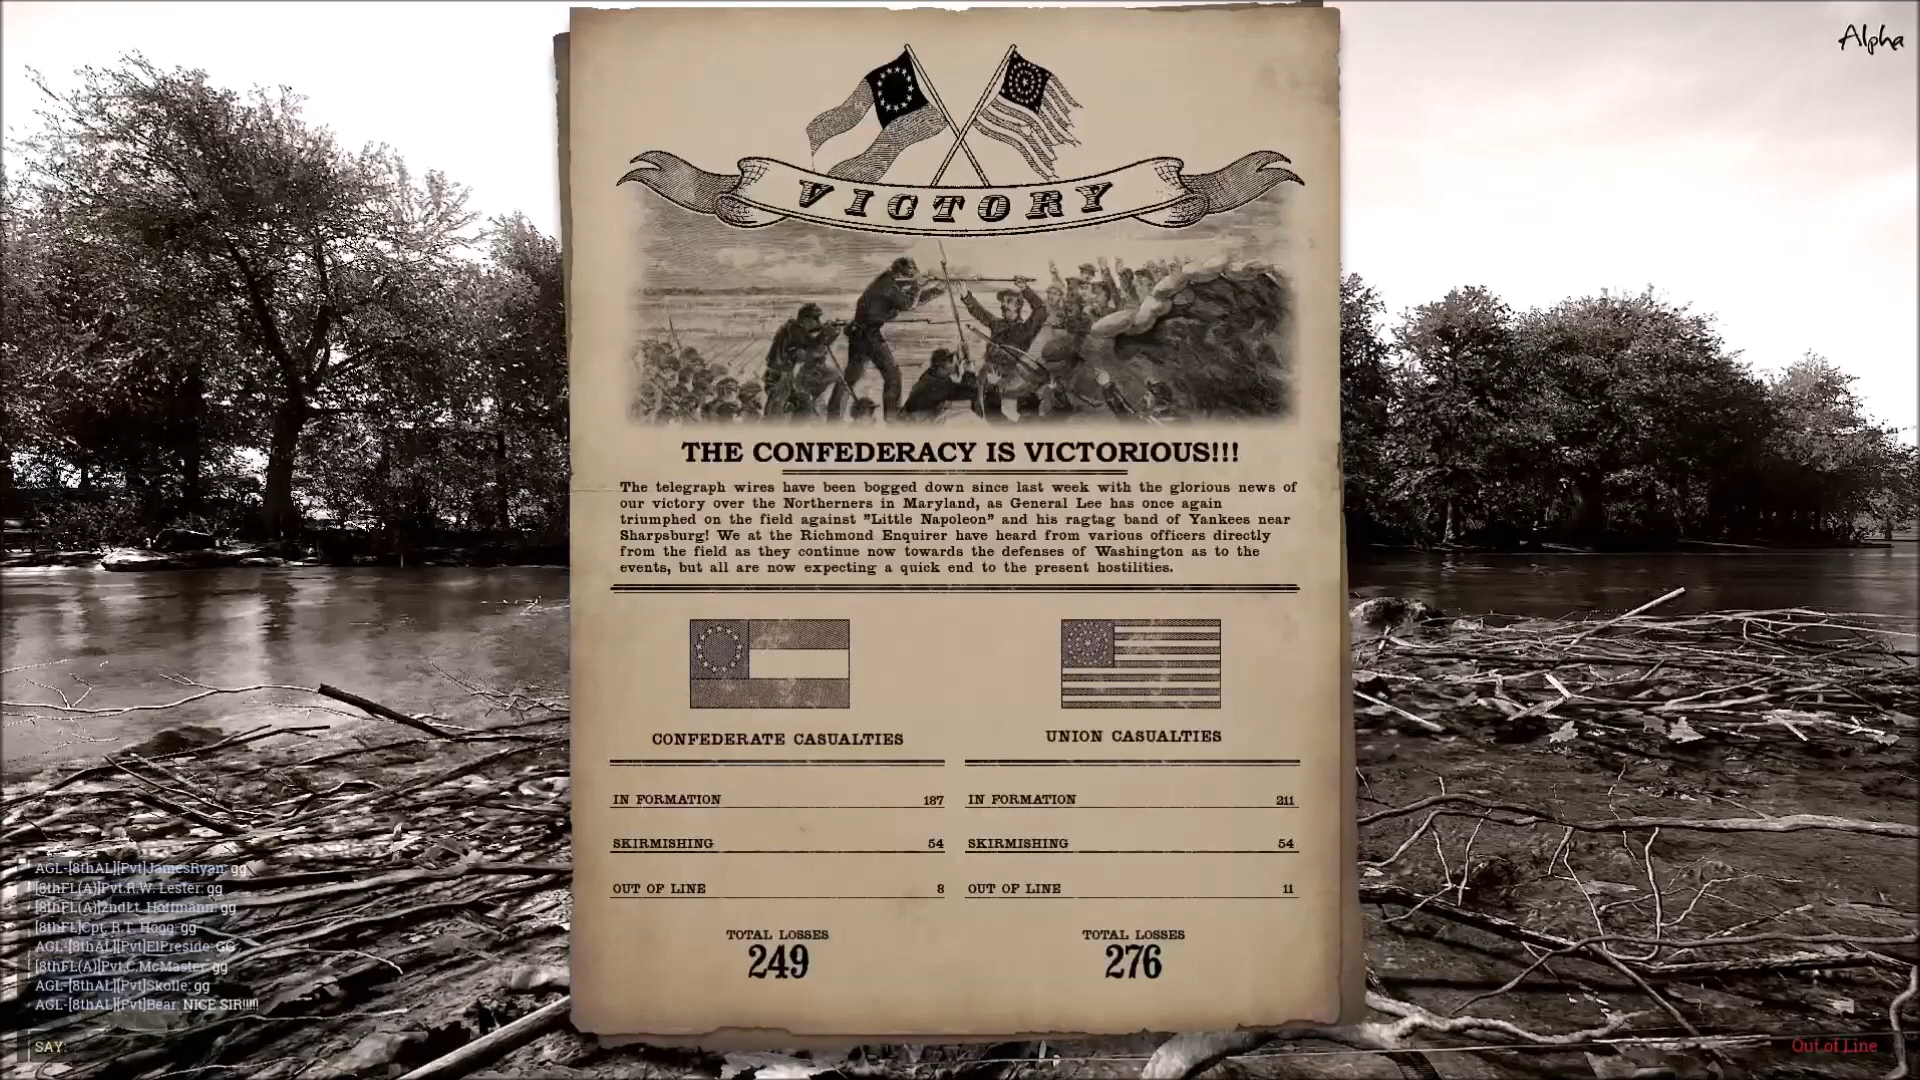 Alpha
VICTORY
THE CONFEDERACY IS VICTORIOUS!!!
The telegraph wires have been bogged down since last week with the glorious news of
our victory over the Northerners in Maryland, as General Lee has once again
triumphed on the field against "Little Napoleon" and his ragtag band of Yankees near
Sharpsburg! We at the Richmond Enquirer have heard from various officers directly
from the field as they continue now towards the defenses of Washington as to the
events, but all are now expecting a quick end to the present hostilities.
CONFEDERATE CASUALTIES
IN FORMATION 187
SKIRMISHING 54
OUT OF LINE 8
TOTAL LOSSES
249
UNION CASUALTIES
IN FORMATION 211
SKIRMISHING 54
OUT OF LINE 11
TOTAL LOSSES
276
AGL-[8thAL][Pvt]JamesRyan: gg
[8thFL(A)]Pvt.R.W. Lester: gg
[8thFL(A)]2ndLt. Hoffmann: gg
[8thFL]Cpt. R.T. Hogg: gg
AGL-[8thAL][Pvt]ElPreside: GG
[8thFL(A)]Pvt.C.McMaster: gg
AGL-[8thAL][Pvt]Skolle: gg
AGL-[8thAL][Pvt]Bear: NICE SIR!!!!!
SAY:
Out of Line